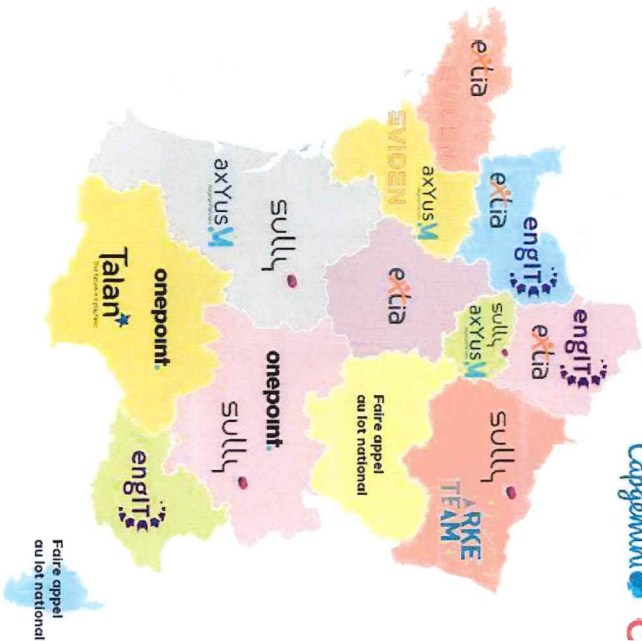 Capgemini
engIT
extia
engIT
extia
sully
axYus
sully
ARKE
TEAM
extia
axYus
EVIDEN
extia
Faire appel
au lot national
sully
axYus
onepoint.
sully
onepoint.
Talan
engIT
Faire appel
au lot national